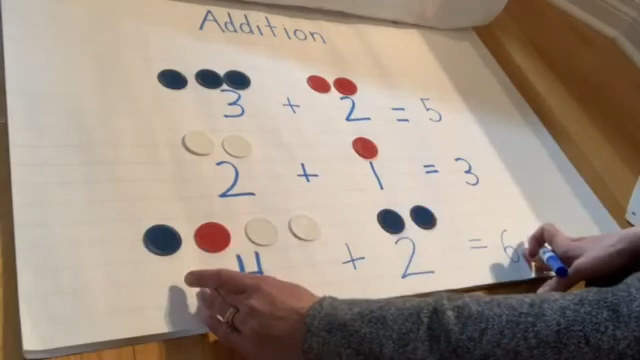 Addition
3 + 2 = 5
2 + 1 = 3
4 + 2 = 6